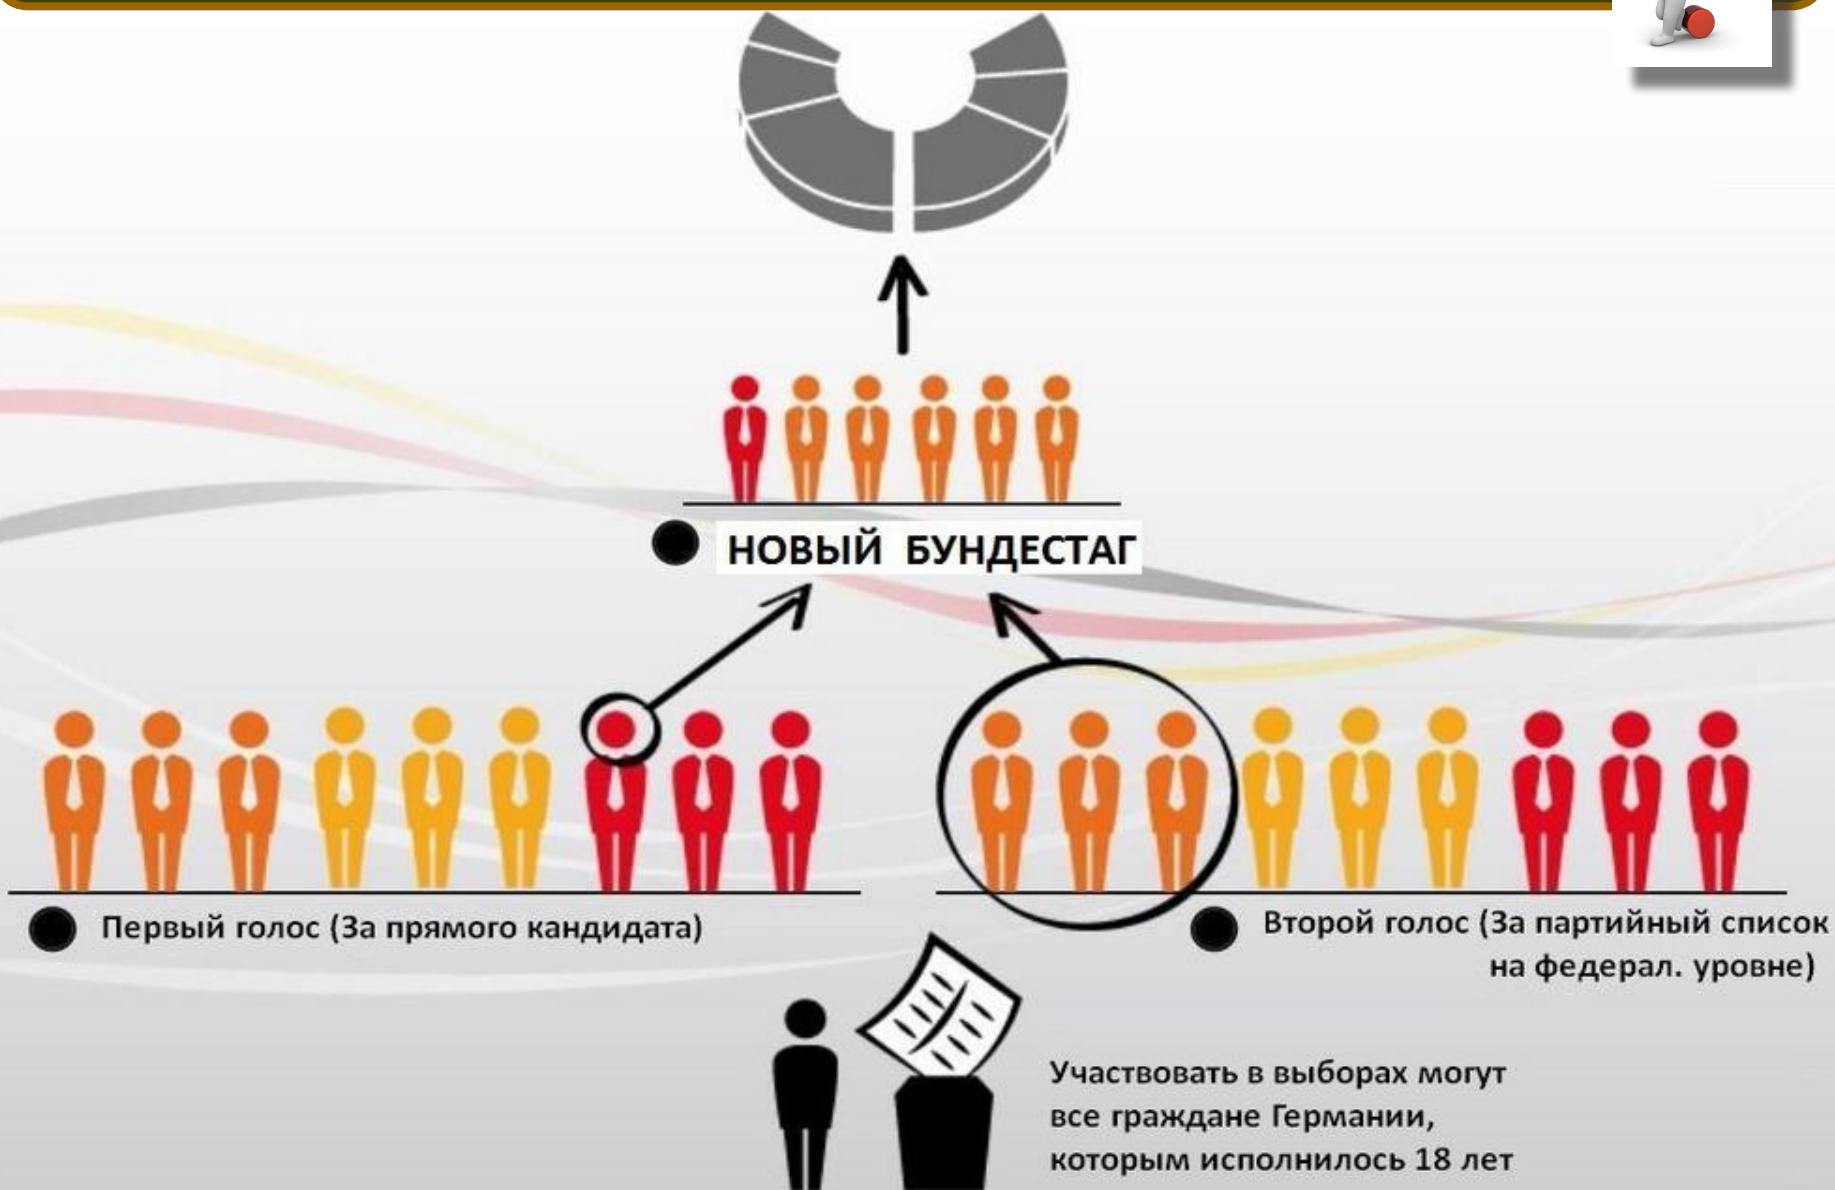 НОВЫЙ БУНДЕСТАГ
Первый голос (За прямого кандидата)
Второй голос (За партийный список
на федерал. уровне)
Участвовать в выборах могут
все граждане Германии,
которым исполнилось 18 лет